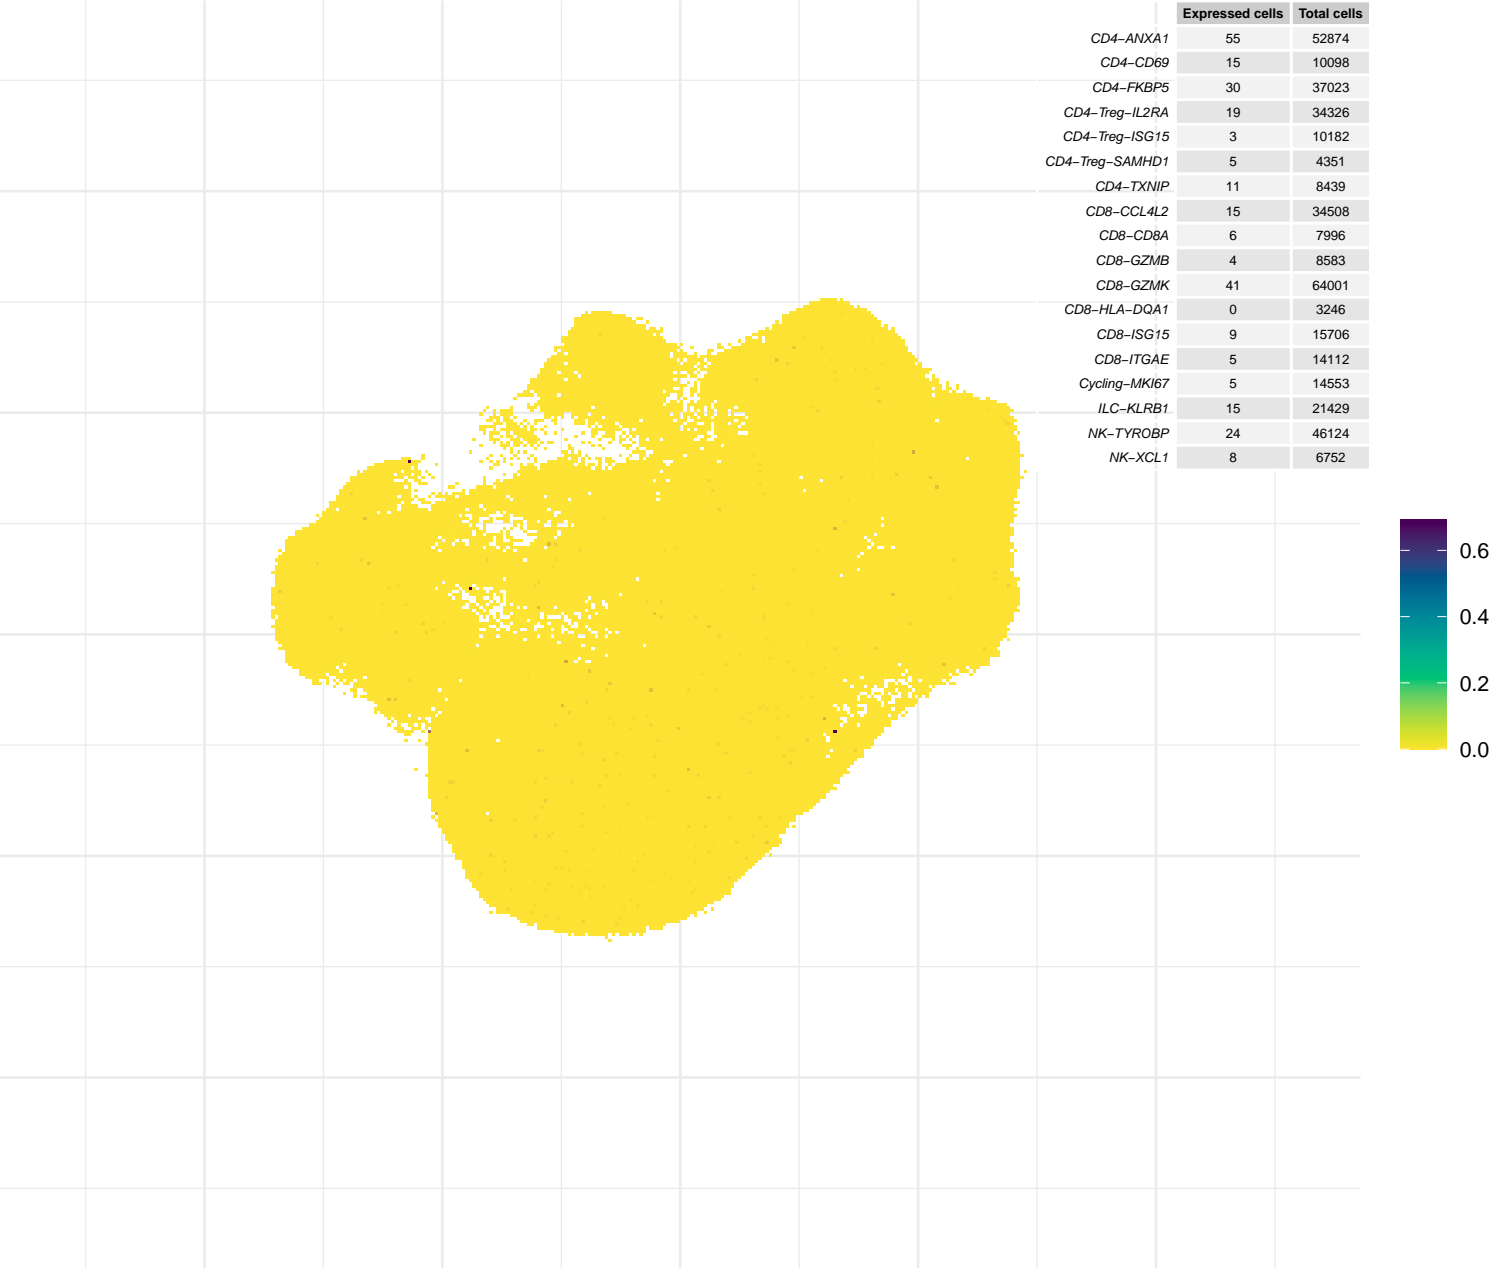 Expressed cells Total cells
CD4−ANXA1 55 52874
CD4−CD69 15 10098
CD4−FKBP5 30 37023
CD4−Treg−IL2RA 19 34326
CD4−Treg−ISG15 3 10182
CD4−Treg−SAMHD1 5 4351
CD4−TXNIP 11 8439
CD8−CCL4L2 15 34508
CD8−CD8A 6 7996
CD8−GZMB 4 8583
CD8−GZMK 41 64001
CD8−HLA−DQA1 0 3246
CD8−ISG15 9 15706
CD8−ITGAE 5 14112
Cycling−MKI67 5 14553
ILC−KLRB1 15 21429
NK−TYROBP 24 46124
NK−XCL1 8 6752
0.6
0.4
0.2
0.0